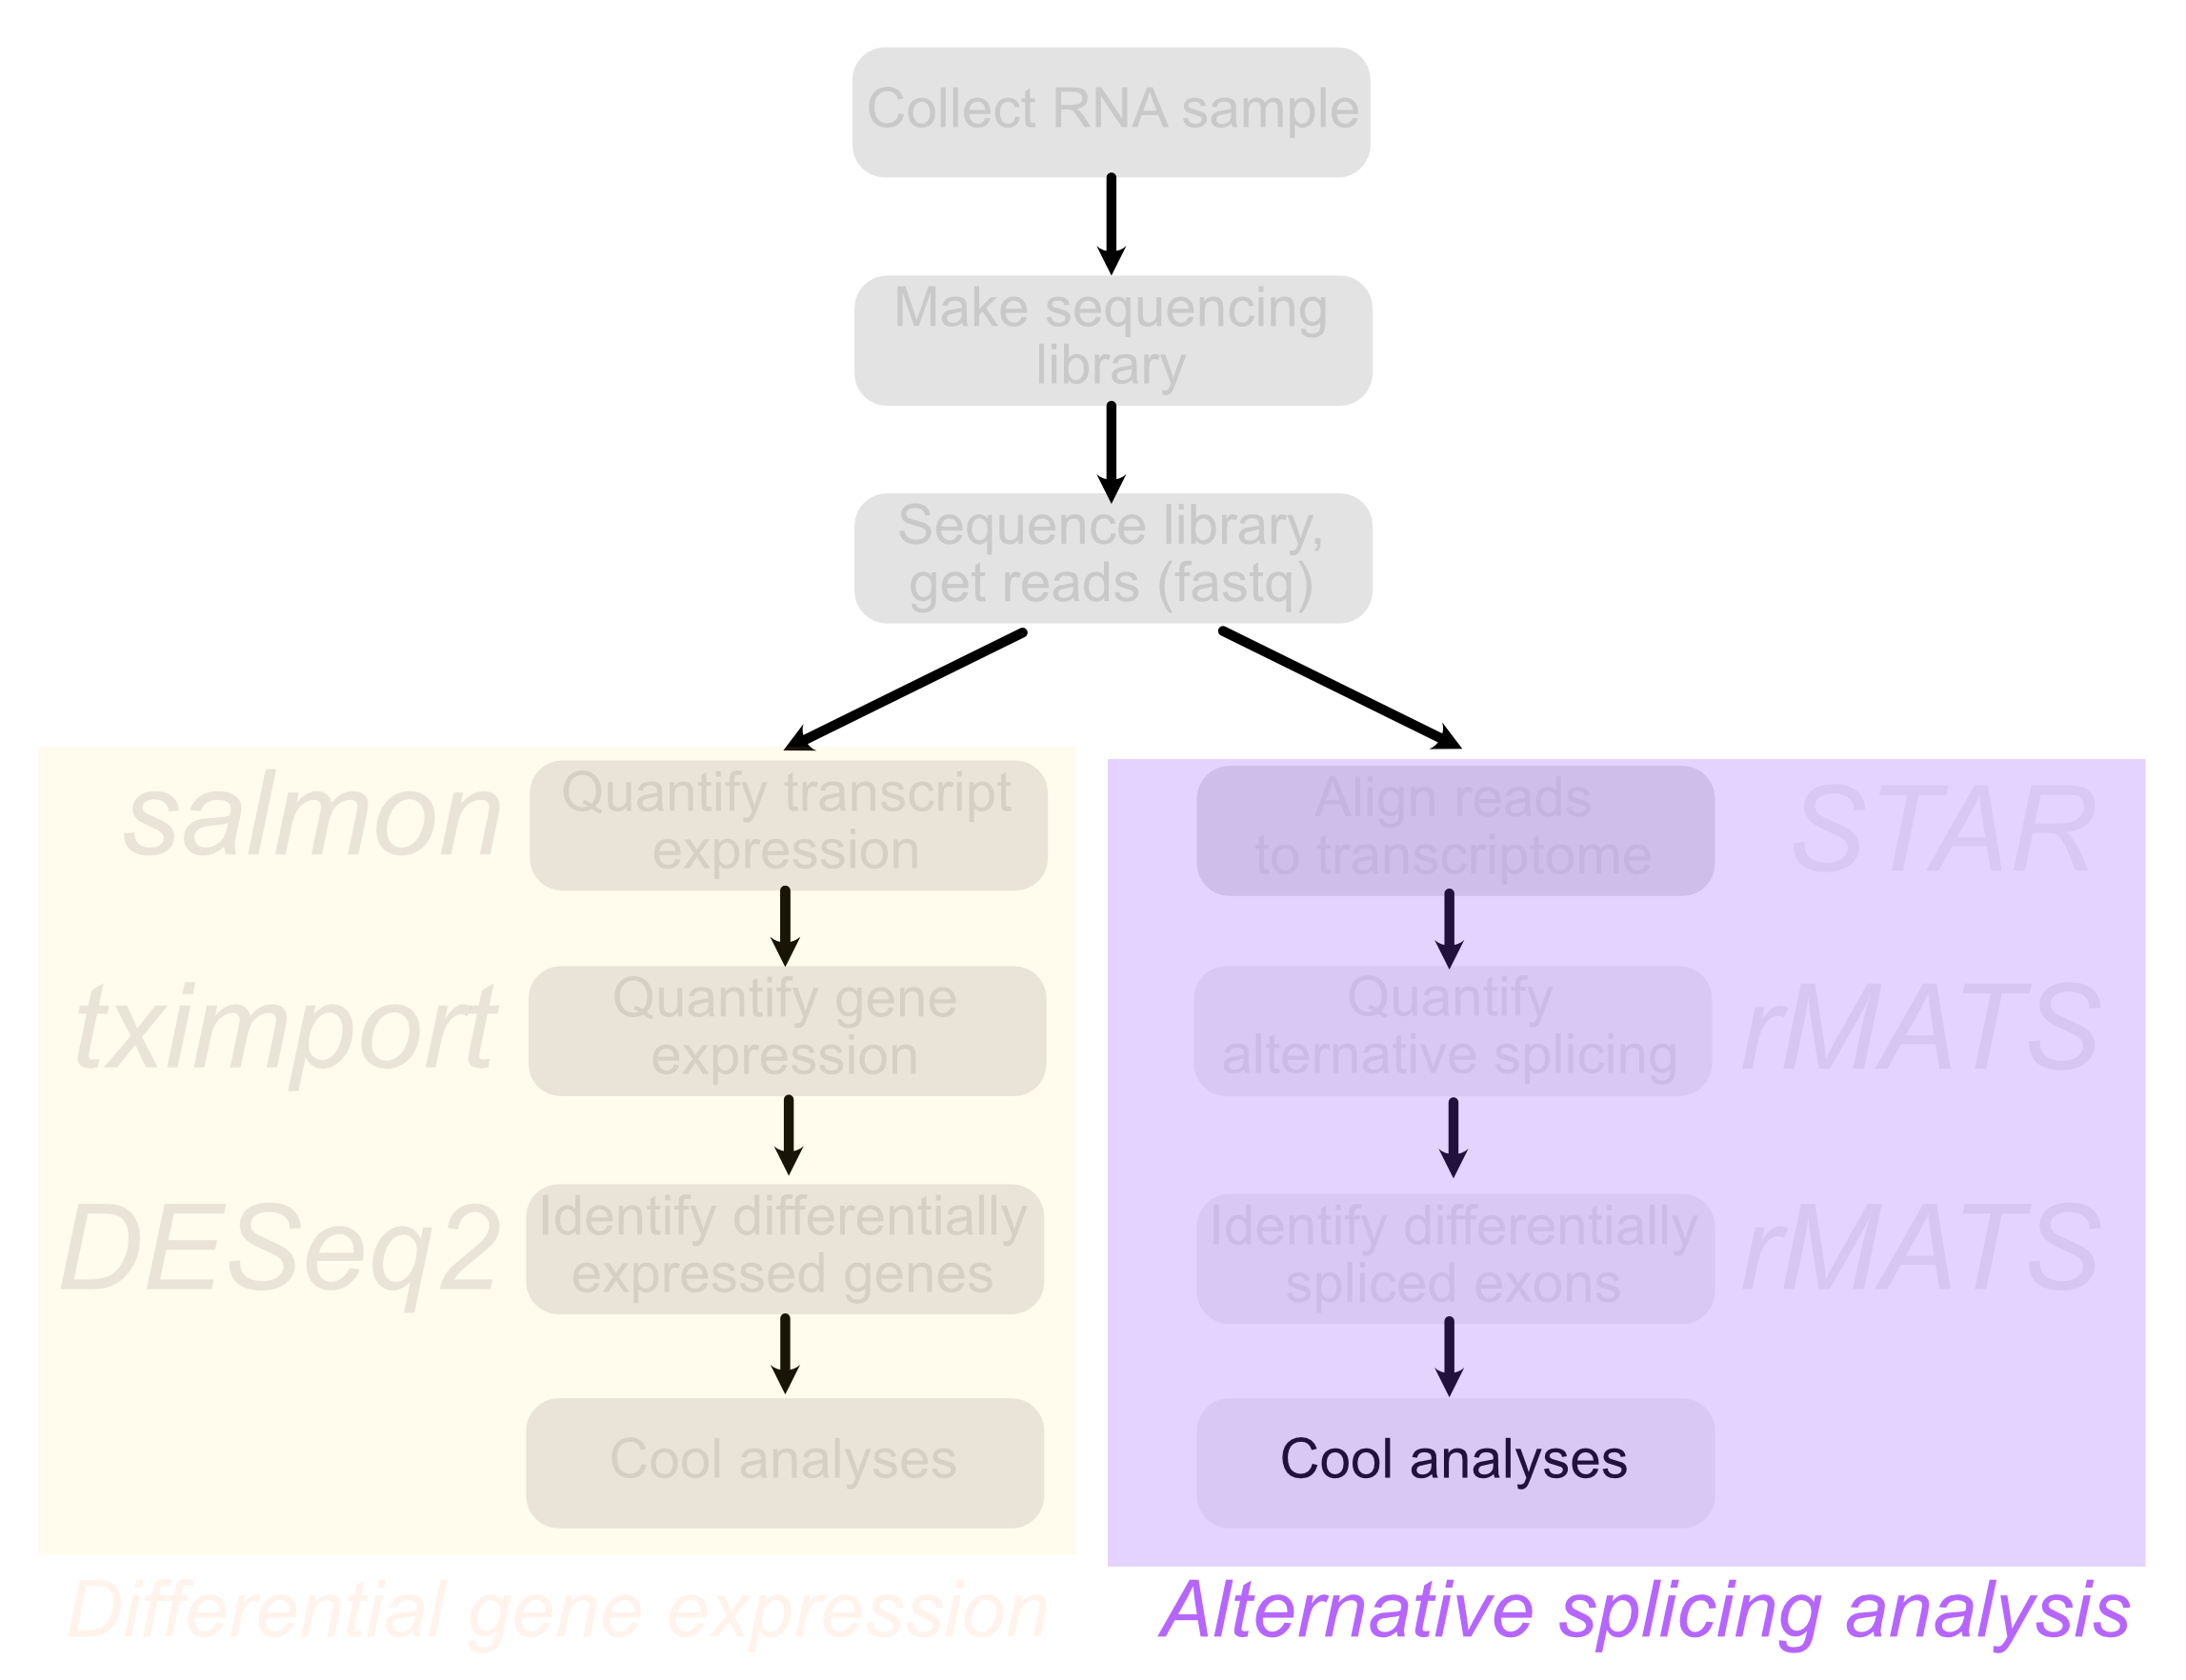 Collect RNA sample
Make sequencing
library
Sequence library,
get reads (fastq)
salmon
Quantify transcript
expression
tximport
Quantify gene
expression
DESeq2
Identify differentially
expressed genes
Cool analyses
Differential gene expression
Align reads
to transcriptome
STAR
Quantify
alternative splicing
rMATS
Identify differentially
spliced exons
rMATS
Cool analyses
Alternative splicing analysis